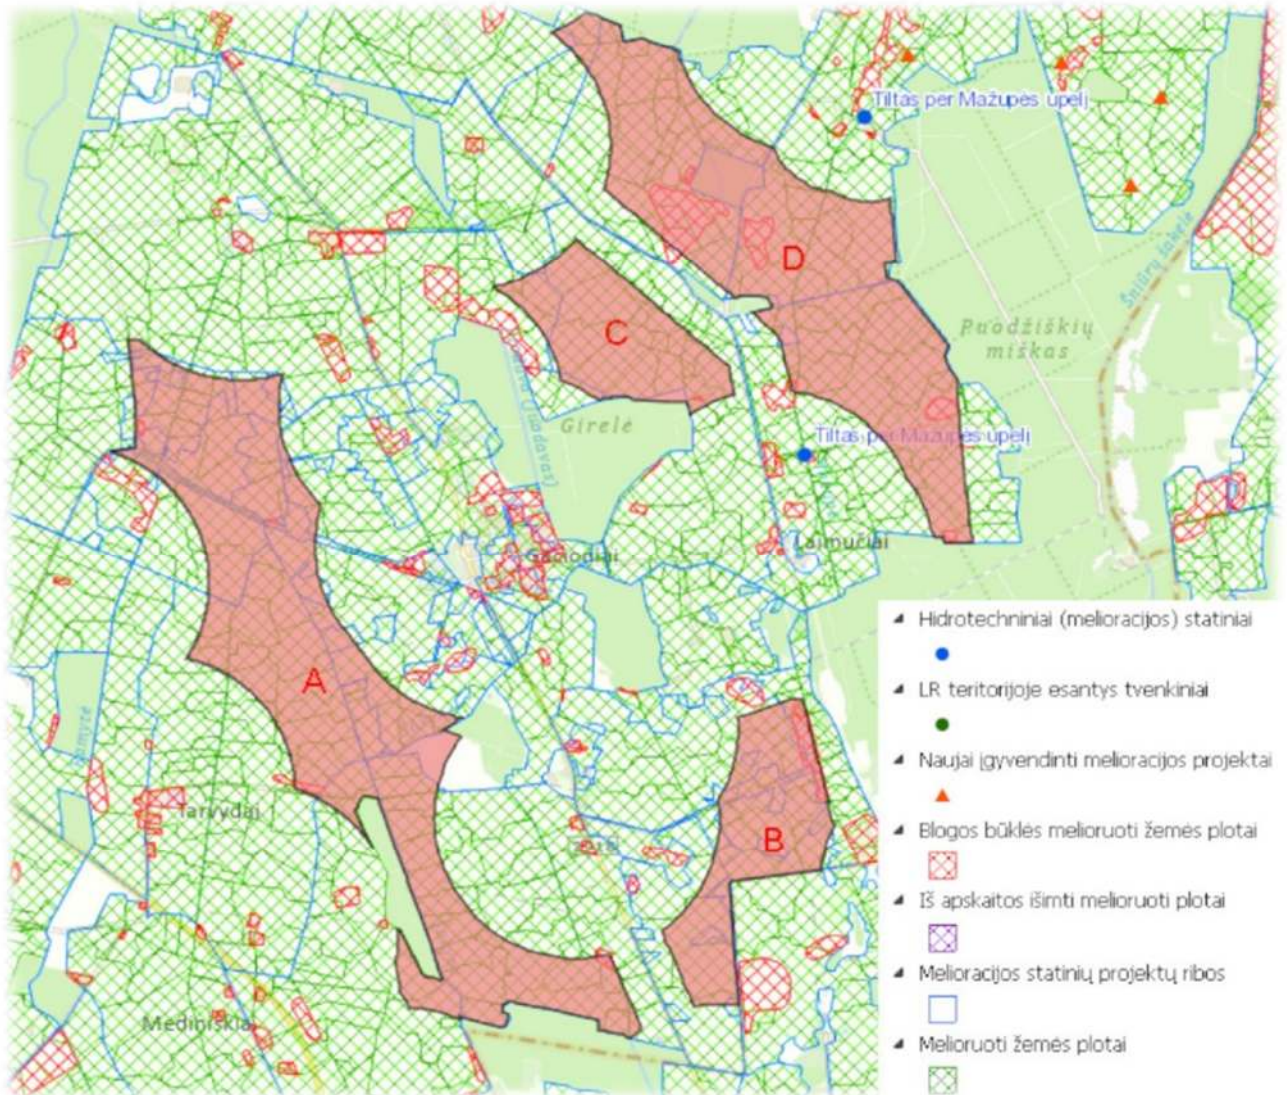 Tiltas per Mažupės upelį
Šniūrų labelė
D
Puodžiškių
miškas
C
Girelė
Tiltas per Mažupės upelį
Laimučiai
A
B
Tarvydai
Hidrotechniniai (melioracijos) statiniai
LR teritorijoje esantys tvenkiniai
Naujai įgyvendinti melioracijos projektai
Blogos būklės melioruoti žemės plotai
Iš apskaitos išimti melioruoti plotai
Melioracijos statinių projektų ribos
Melioruoti žemės plotai